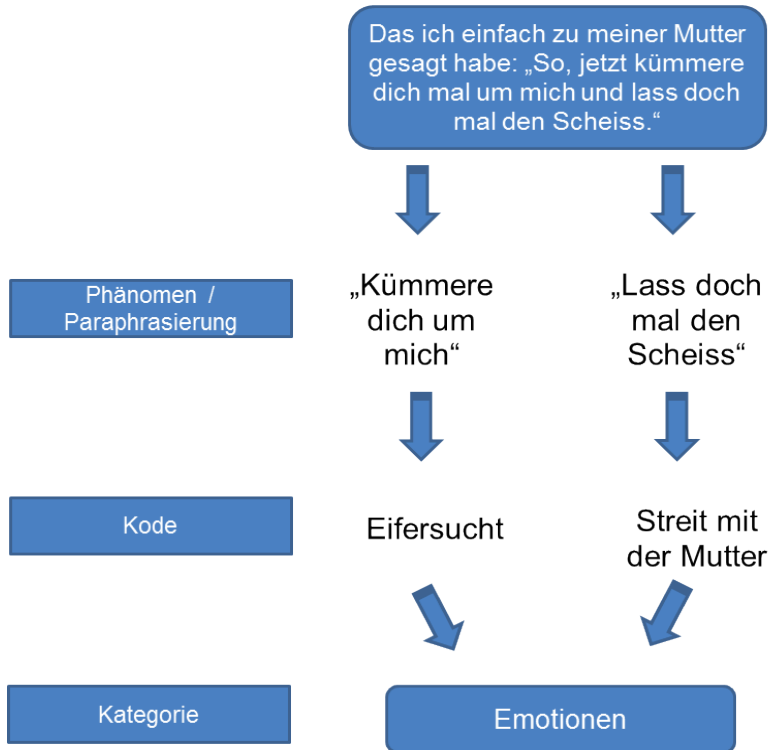 Das ich einfach zu meiner Mutter
gesagt habe: „So, jetzt kümmere
dich mal um mich und lass doch
mal den Scheiss.“
Phänomen /
Paraphrasierung
„Kümmere
dich um
mich“
„Lass doch
mal den
Scheiss“
Kode
Eifersucht
Streit mit
der Mutter
Kategorie
Emotionen